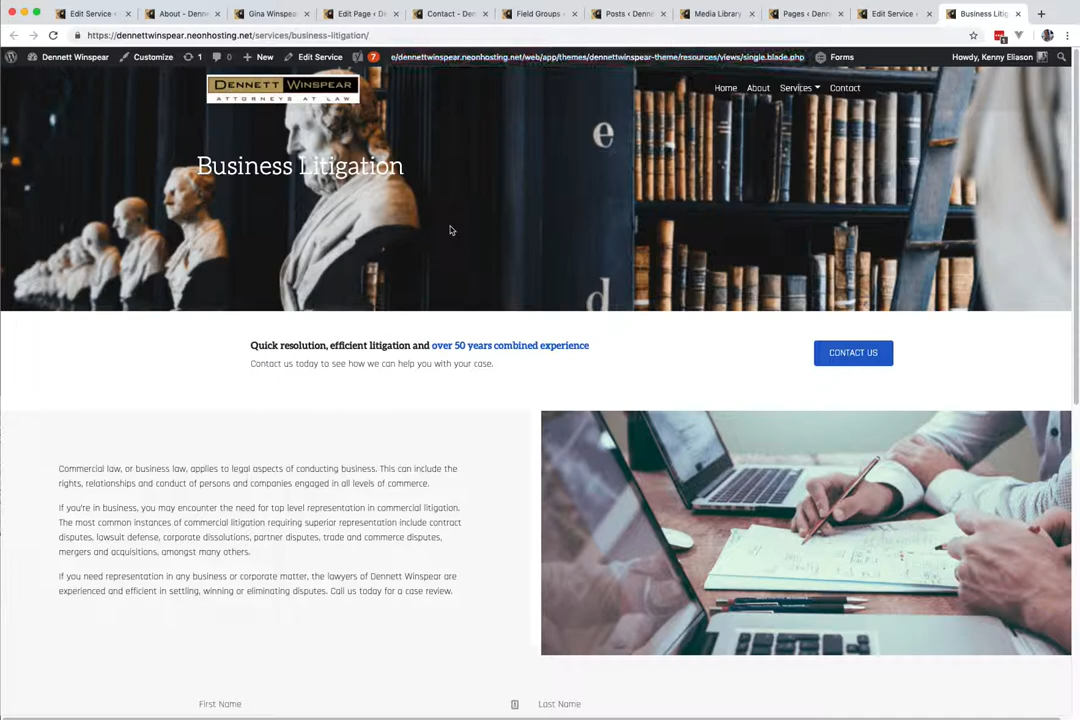 Edit Service ‹
About - Denne
Gina Winspear
Edit Page ‹ D
Contact - Den
Field Groups ‹
Posts ‹ Denne
Media Library
Pages ‹ Denn
Edit Service ‹
Business Litig
https://dennettwinspear.neonhosting.net/services/business-litigation/
Dennett Winspear
Customize
1
0
New
Edit Service
7
e/dennettwinspear.neonhosting.net/web/app/themes/dennettwinspear-theme/resources/views/single.blade.php
Forms
Howdy, Kenny Eliason
DENNETT WINSPEAR
ATTORNEYS AT LAW
Home
About
Services
Contact
e
Business Litigation
d
Quick resolution, efficient litigation and over 50 years combined experience
Contact us today to see how we can help you with your case.
CONTACT US
Commercial law, or business law, applies to legal aspects of conducting business. This can include the
rights, relationships and conduct of persons and companies engaged in all levels of commerce.
If you're in business, you may encounter the need for top level representation in commercial litigation.
The most common instances of commercial litigation requiring superior representation include contract
disputes, lawsuit defense, corporate dissolutions, partner disputes, trade and commerce disputes,
mergers and acquisitions, amongst many others.
If you need representation in any business or corporate matter, the lawyers of Dennett Winspear are
experienced and efficient in settling, winning or eliminating disputes. Call us today for a case review.
First Name
Last Name